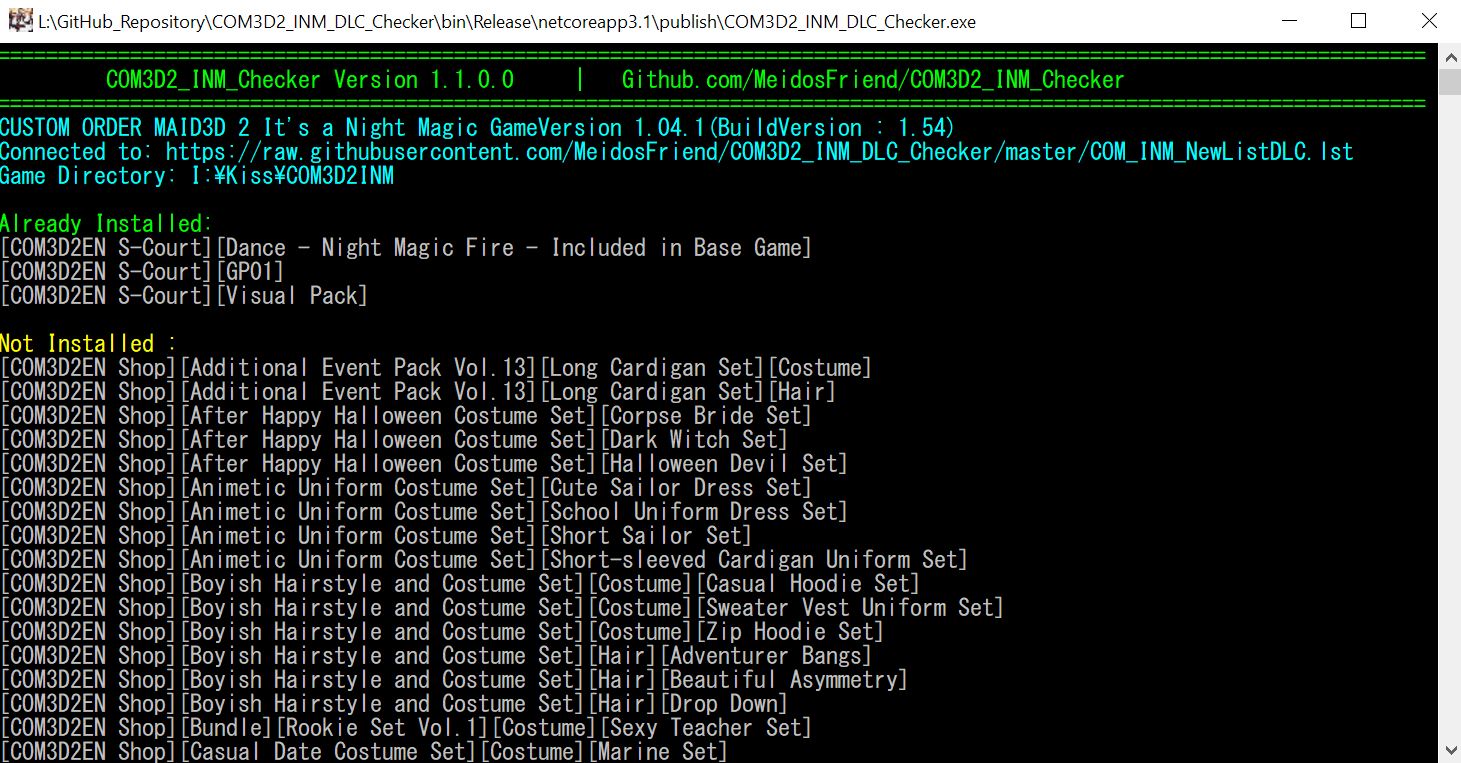 L:\GitHub_Repository\COM3D2_INM_DLC_Checker\bin\Release\netcoreapp3.1\publish\COM3D2_INM_DLC_Checker.exe
COM3D2_INM_Checker Version 1.1.0.0 | Github.com/MeidosFriend/COM3D2_INM_Checker
CUSTOM ORDER MAID3D 2 It's a Night Magic GameVersion 1.04.1(BuildVersion : 1.54)
Connected to: https://raw.githubusercontent.com/MeidosFriend/COM3D2_INM_DLC_Checker/master/COM_INM_NewListDLC.lst
Game Directory: I:¥Kiss¥COM3D2INM
Already Installed:
[COM3D2EN S-Court][Dance - Night Magic Fire - Included in Base Game]
[COM3D2EN S-Court][GP01]
[COM3D2EN S-Court][Visual Pack]
Not Installed :
[COM3D2EN Shop][Additional Event Pack Vol.13][Long Cardigan Set][Costume]
[COM3D2EN Shop][Additional Event Pack Vol.13][Long Cardigan Set][Hair]
[COM3D2EN Shop][After Happy Halloween Costume Set][Corpse Bride Set]
[COM3D2EN Shop][After Happy Halloween Costume Set][Dark Witch Set]
[COM3D2EN Shop][After Happy Halloween Costume Set][Halloween Devil Set]
[COM3D2EN Shop][Animetic Uniform Costume Set][Cute Sailor Dress Set]
[COM3D2EN Shop][Animetic Uniform Costume Set][School Uniform Dress Set]
[COM3D2EN Shop][Animetic Uniform Costume Set][Short Sailor Set]
[COM3D2EN Shop][Animetic Uniform Costume Set][Short-sleeved Cardigan Uniform Set]
[COM3D2EN Shop][Boyish Hairstyle and Costume Set][Costume][Casual Hoodie Set]
[COM3D2EN Shop][Boyish Hairstyle and Costume Set][Costume][Sweater Vest Uniform Set]
[COM3D2EN Shop][Boyish Hairstyle and Costume Set][Costume][Zip Hoodie Set]
[COM3D2EN Shop][Boyish Hairstyle and Costume Set][Hair][Adventurer Bangs]
[COM3D2EN Shop][Boyish Hairstyle and Costume Set][Hair][Beautiful Asymmetry]
[COM3D2EN Shop][Boyish Hairstyle and Costume Set][Hair][Drop Down]
[COM3D2EN Shop][Bundle][Rookie Set Vol.1][Costume][Sexy Teacher Set]
[COM3D2EN Shop][Casual Date Costume Set][Costume][Marine Set]